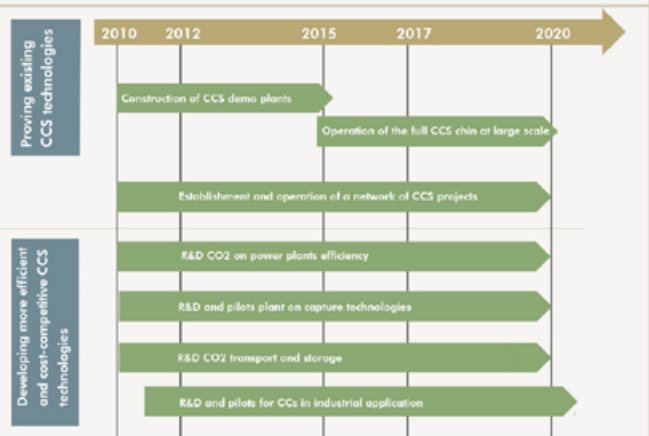 2010 2012 2015 2017 2020
Proving existing
CCS technologies
Construction of CCS demo plants
Operation of the full CCS chin at large scale
Establishment and operation of a network of CCS projects
Developing more efficient
and cost-competitive CCS
technologies
R&D CO2 on power plants efficiency
R&D and pilots plant on capture technologies
R&D CO2 transport and storage
R&D and pilots for CCs in industrial application